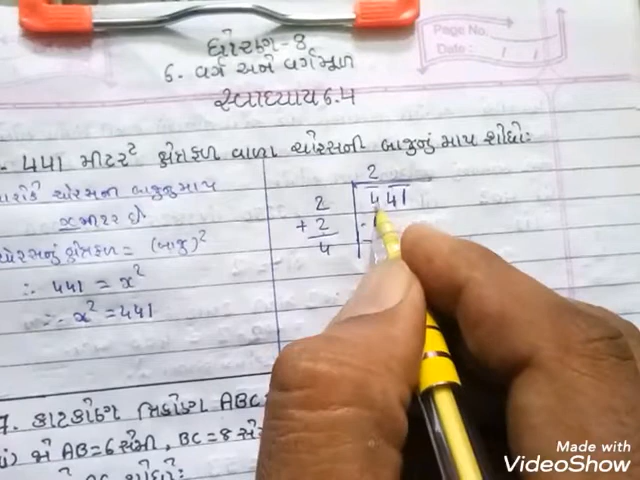 Page No.
Date: / /
ધોરણ-8
6. વર્ગ અને વર્ગમૂળ
સ્વાધ્યાય 6.4
441 મીટર² ક્ષેત્રફળ વાળા ચોરસની બાજુનું માપ શોધો:
ધારોકે ચોરસની બાજુનું માપ
x મીટર છે
ચોરસનું ક્ષેત્રફળ = (બાજુ)²
∴ 441 = x²
∴ x² = 441
2
2 4 41
+ 2
4
7. કાટકોણ ત્રિકોણ ABC
i) જો AB = 6 સેમી, BC = 8 સે
શોધો:
Made with
VideoShow